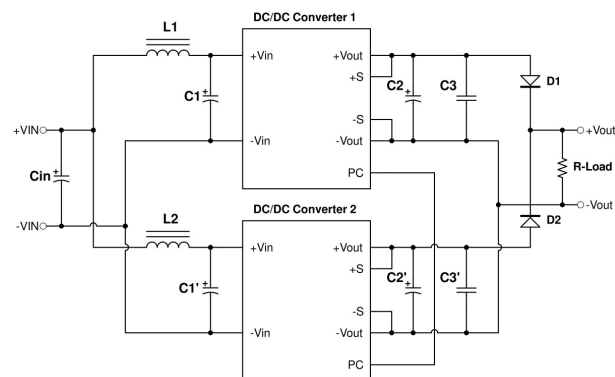 DC/DC Converter 1
L1
+Vin
+Vout
+S
C1
+
C2
+
C3
D1
-S
-Vin
-Vout
+VIN
+Vout
Cin
+
R-Load
PC
-VIN
-Vout
L2
DC/DC Converter 2
D2
+Vin
+Vout
+S
C1'
+
C2'
+
C3'
-S
-Vin
-Vout
PC